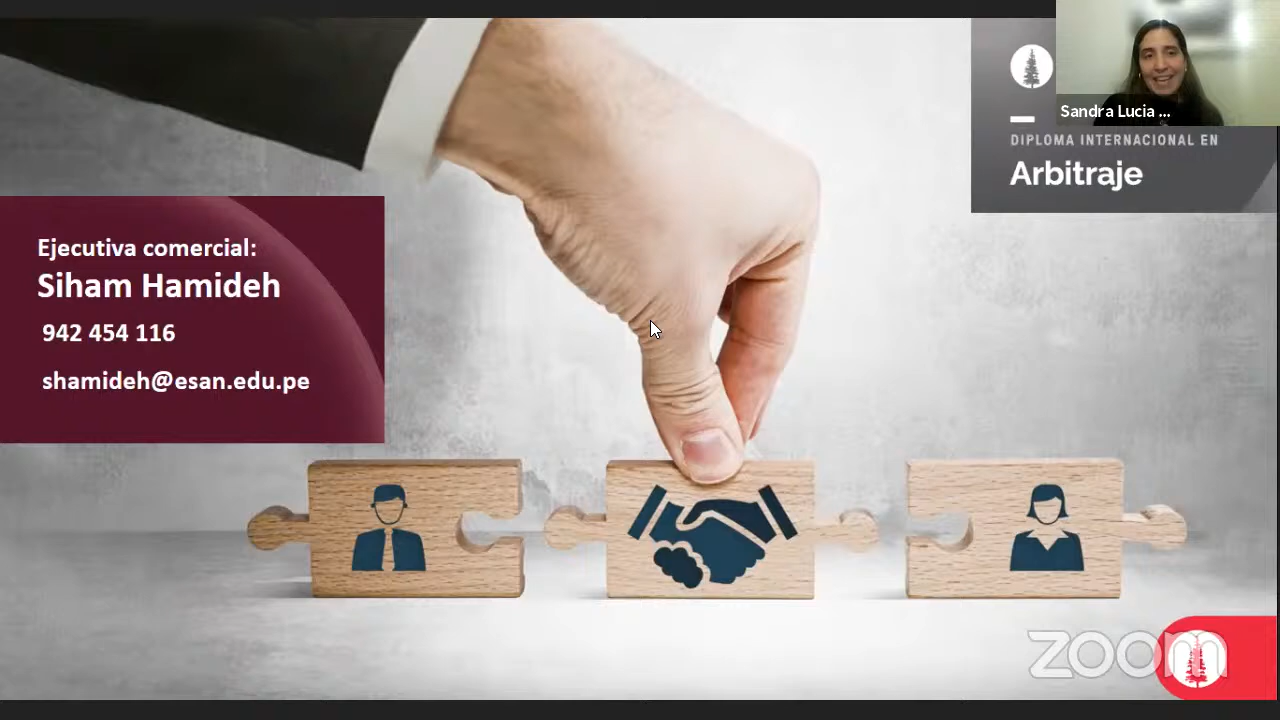 Sandra Lucia ...
DIPLOMA INTERNACIONAL EN
Arbitraje
Ejecutiva comercial:
Siham Hamideh
942 454 116
shamideh@esan.edu.pe
zoom